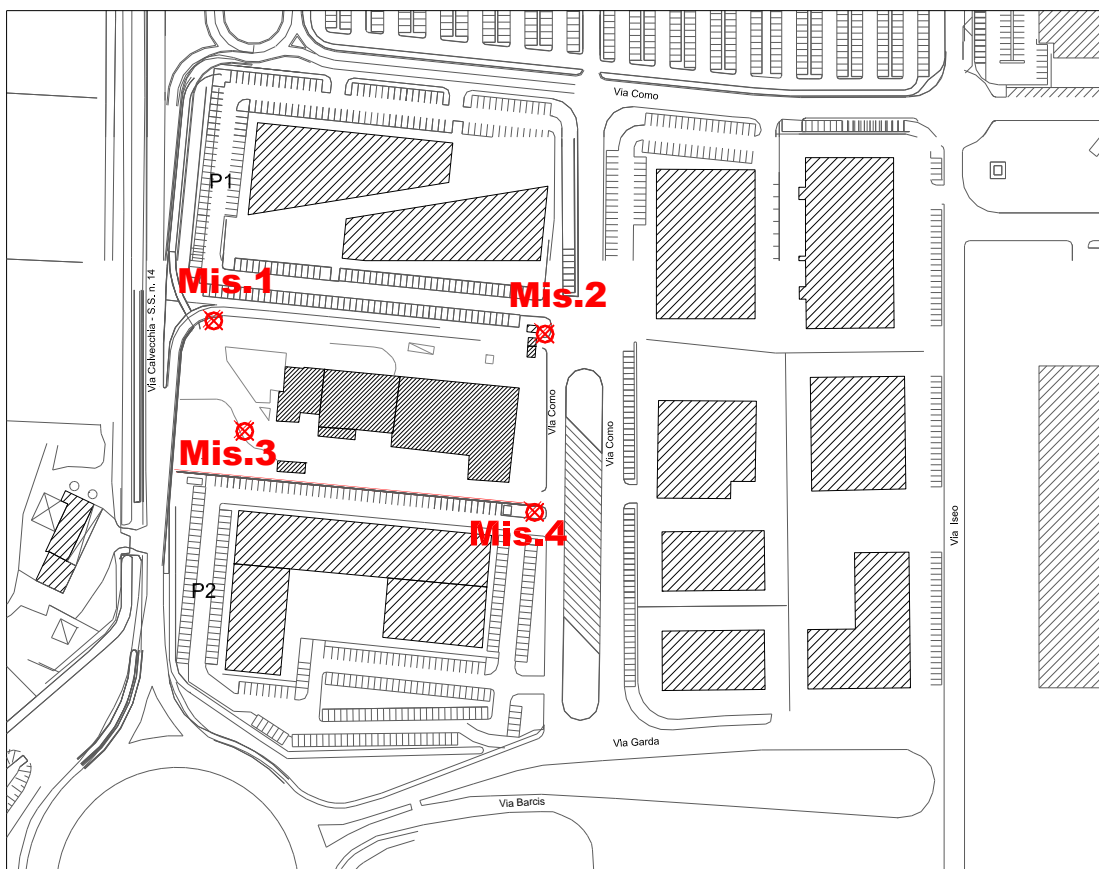 Via Como
P1
Mis.1
Mis.2
Via Calvecchia - S.S. n. 14
VIa Como
Via Como
Mis.3
Mis.4
Via Iseo
P2
VIa Garda
Via Barcis